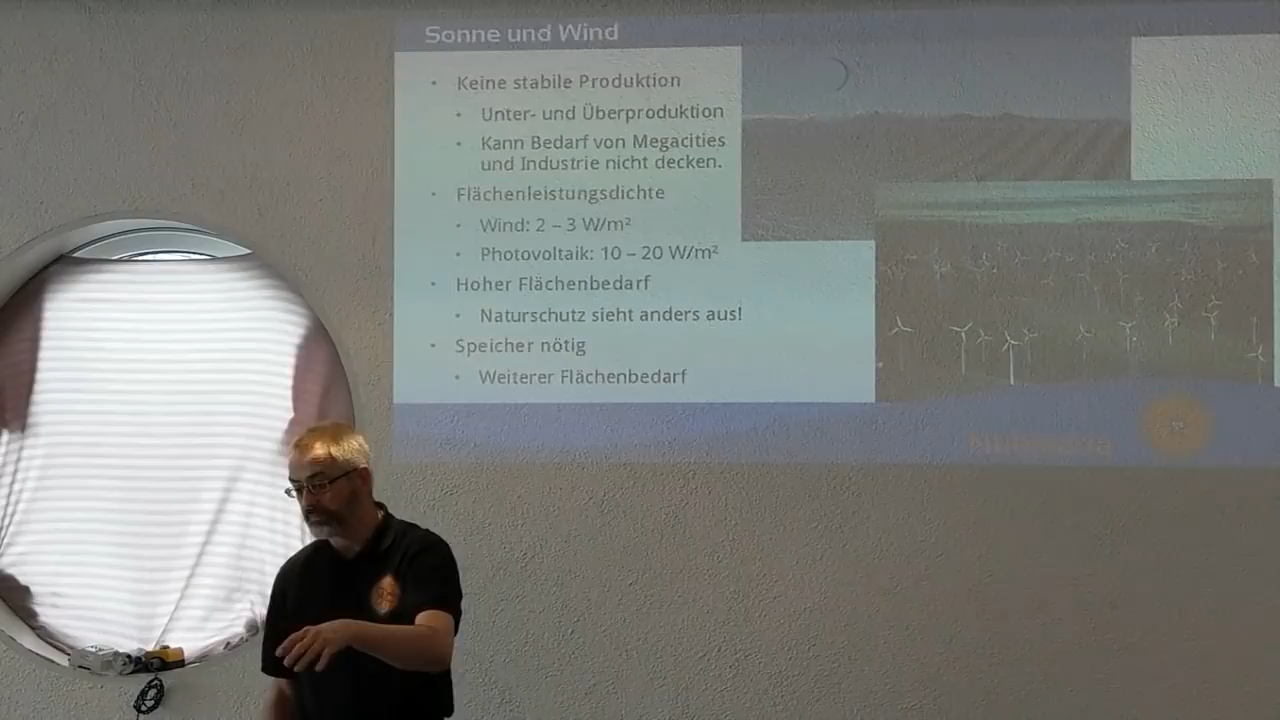 Sonne und Wind
• Keine stabile Produktion
• Unter- und Überproduktion
• Kann Bedarf von Megacities
und Industrie nicht decken.
• Flächenleistungsdichte
• Wind: 2 – 3 W/m²
• Photovoltaik: 10 – 20 W/m²
• Hoher Flächenbedarf
• Naturschutz sieht anders aus!
• Speicher nötig
• Weiterer Flächenbedarf